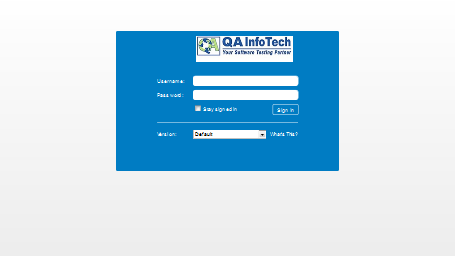 QA InfoTech
Your Software Testing Partner
Username:
Password:
Stay signed in
Sign In
Version:
Default
What's This?